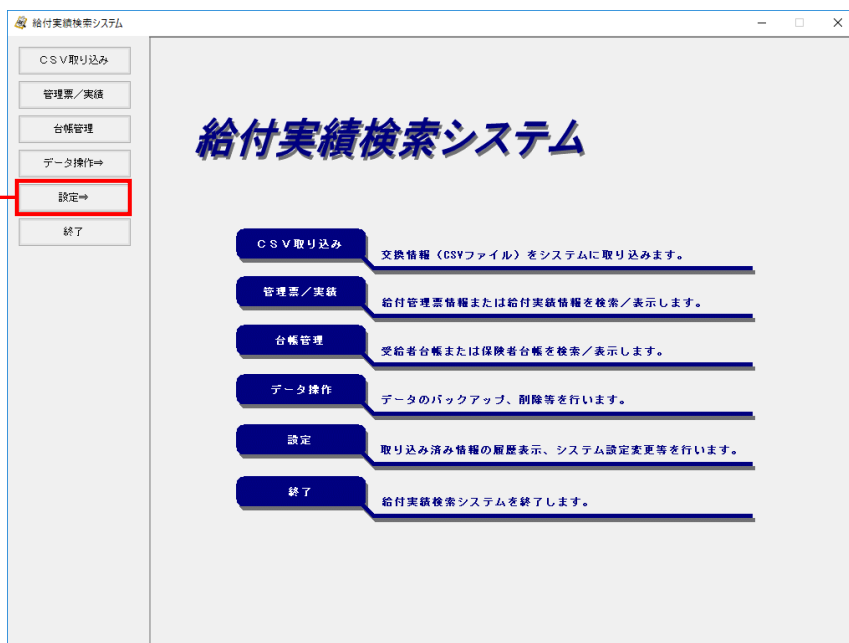 給付実績検索システム
CSV取り込み
管理票／実績
台帳管理
データ操作⇒
設定⇒
終了
給付実績検索システム
CSV取り込み
交換情報（CSVファイル）をシステムに取り込みます。
管理票／実績
給付管理票情報または給付実績情報を検索／表示します。
台帳管理
受給者台帳または保険者台帳を検索／表示します。
データ操作
データのバックアップ、削除等を行います。
設定
取り込み済み情報の履歴表示、システム設定変更等を行います。
終了
給付実績検索システムを終了します。